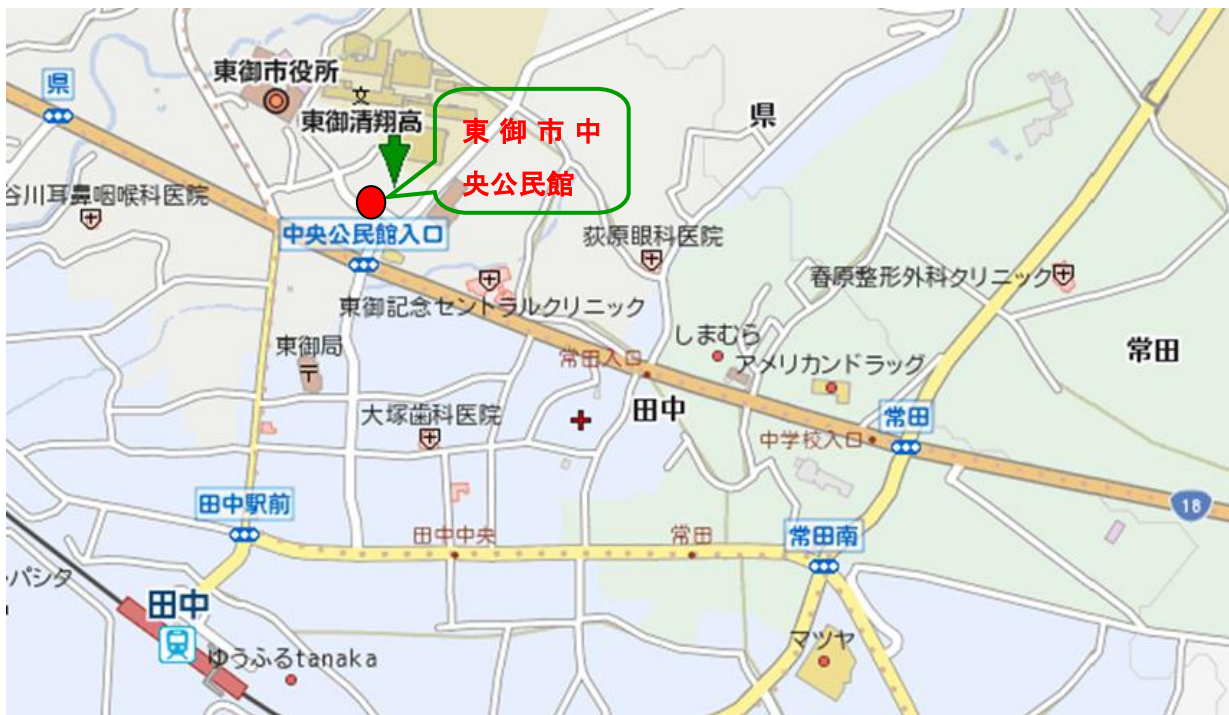 東御市役所
県
文
東御清翔高
東御市中
央公民館
県
谷川耳鼻咽喉科医院
中央公民館入口
荻原眼科医院
春原整形外科クリニック
東御記念セントラルクリニック
しまむら
東御局
常田入口
アメリカンドラッグ
常田
大塚歯科医院
田中
常田
中学校入口
18
田中駅前
田中中央
常田
常田南
パシタ
田中
マツヤ
ゆうふるtanaka